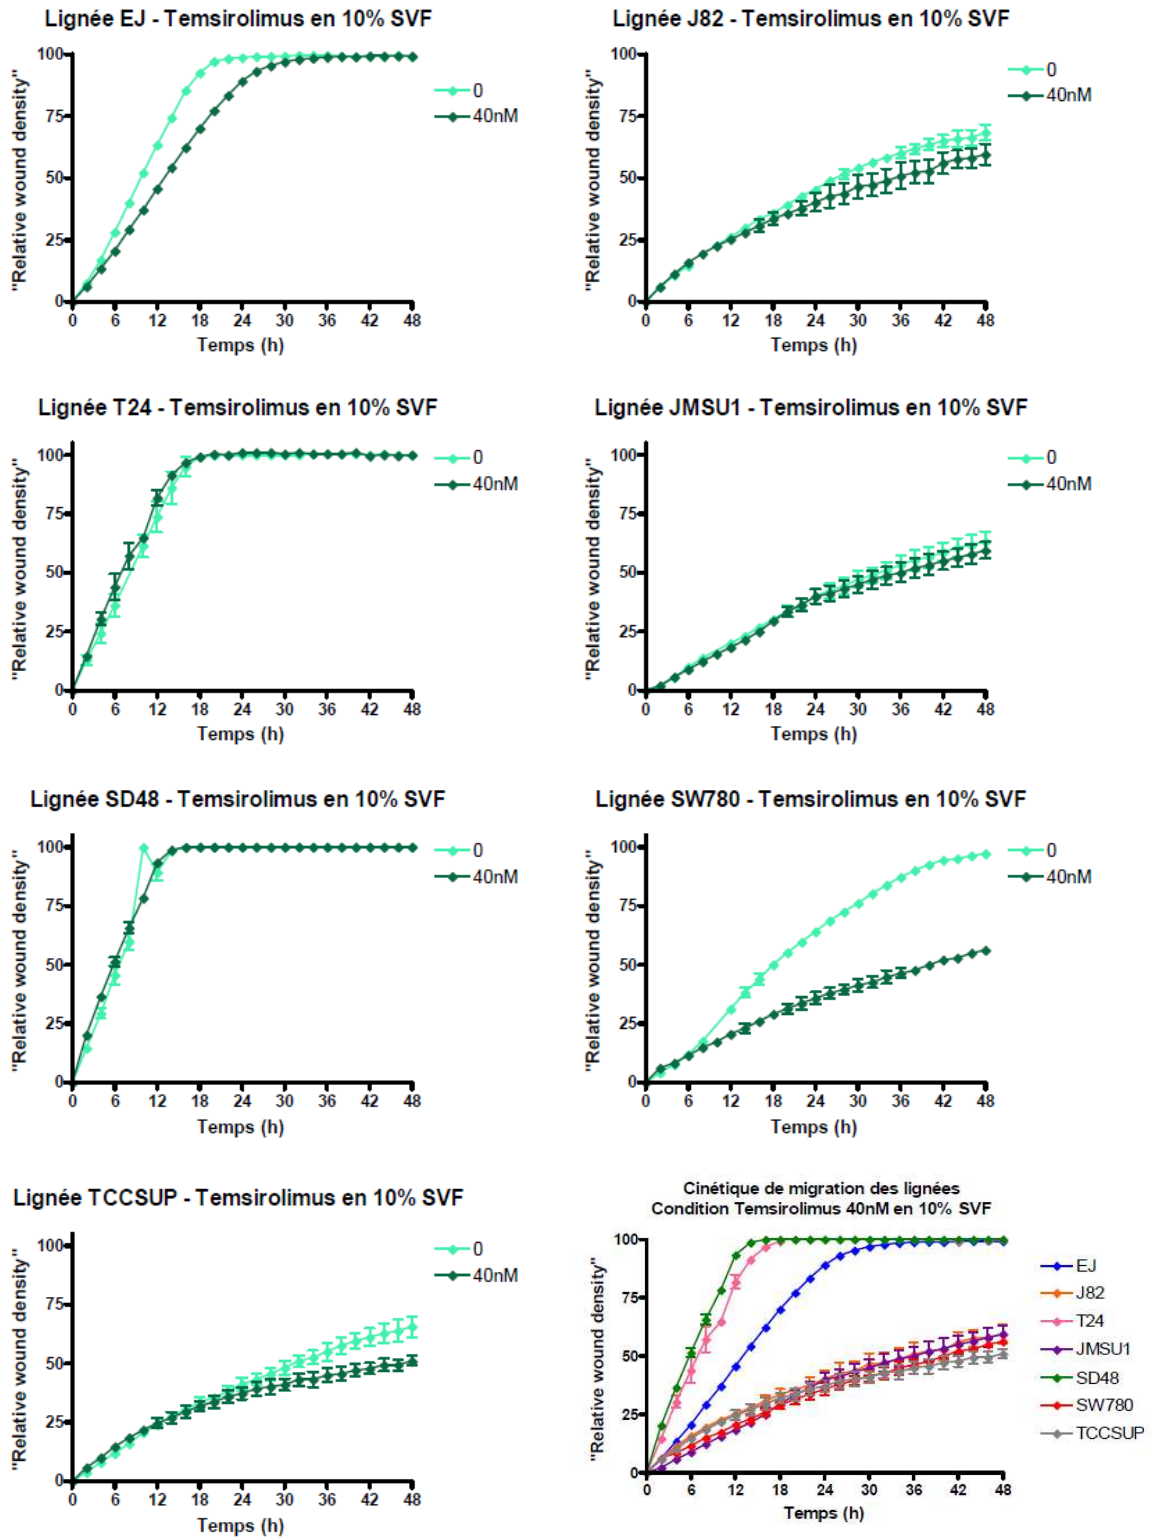 Lignée EJ - Temsirolimus en 10% SVF
"Relative wound density"
100
75
50
25
0
0 6 12 18 24 30 36 42 48
Temps (h)
0
40nM
Lignée J82 - Temsirolimus en 10% SVF
"Relative wound density"
100
75
50
25
0
0 6 12 18 24 30 36 42 48
Temps (h)
0
40nM
Lignée T24 - Temsirolimus en 10% SVF
"Relative wound density"
100
75
50
25
0
0 6 12 18 24 30 36 42 48
Temps (h)
0
40nM
Lignée JMSU1 - Temsirolimus en 10% SVF
"Relative wound density"
100
75
50
25
0
0 6 12 18 24 30 36 42 48
Temps (h)
0
40nM
Lignée SD48 - Temsirolimus en 10% SVF
"Relative wound density"
100
75
50
25
0
0 6 12 18 24 30 36 42 48
Temps (h)
0
40nM
Lignée SW780 - Temsirolimus en 10% SVF
"Relative wound density"
100
75
50
25
0
0 6 12 18 24 30 36 42 48
Temps (h)
0
40nM
Lignée TCCSUP - Temsirolimus en 10% SVF
"Relative wound density"
100
75
50
25
0
0 6 12 18 24 30 36 42 48
Temps (h)
0
40nM
Cinétique de migration des lignées
Condition Temsirolimus 40nM en 10% SVF
"Relative wound density"
100
75
50
25
0
0 6 12 18 24 30 36 42 48
Temps (h)
EJ
J82
T24
JMSU1
SD48
SW780
TCCSUP